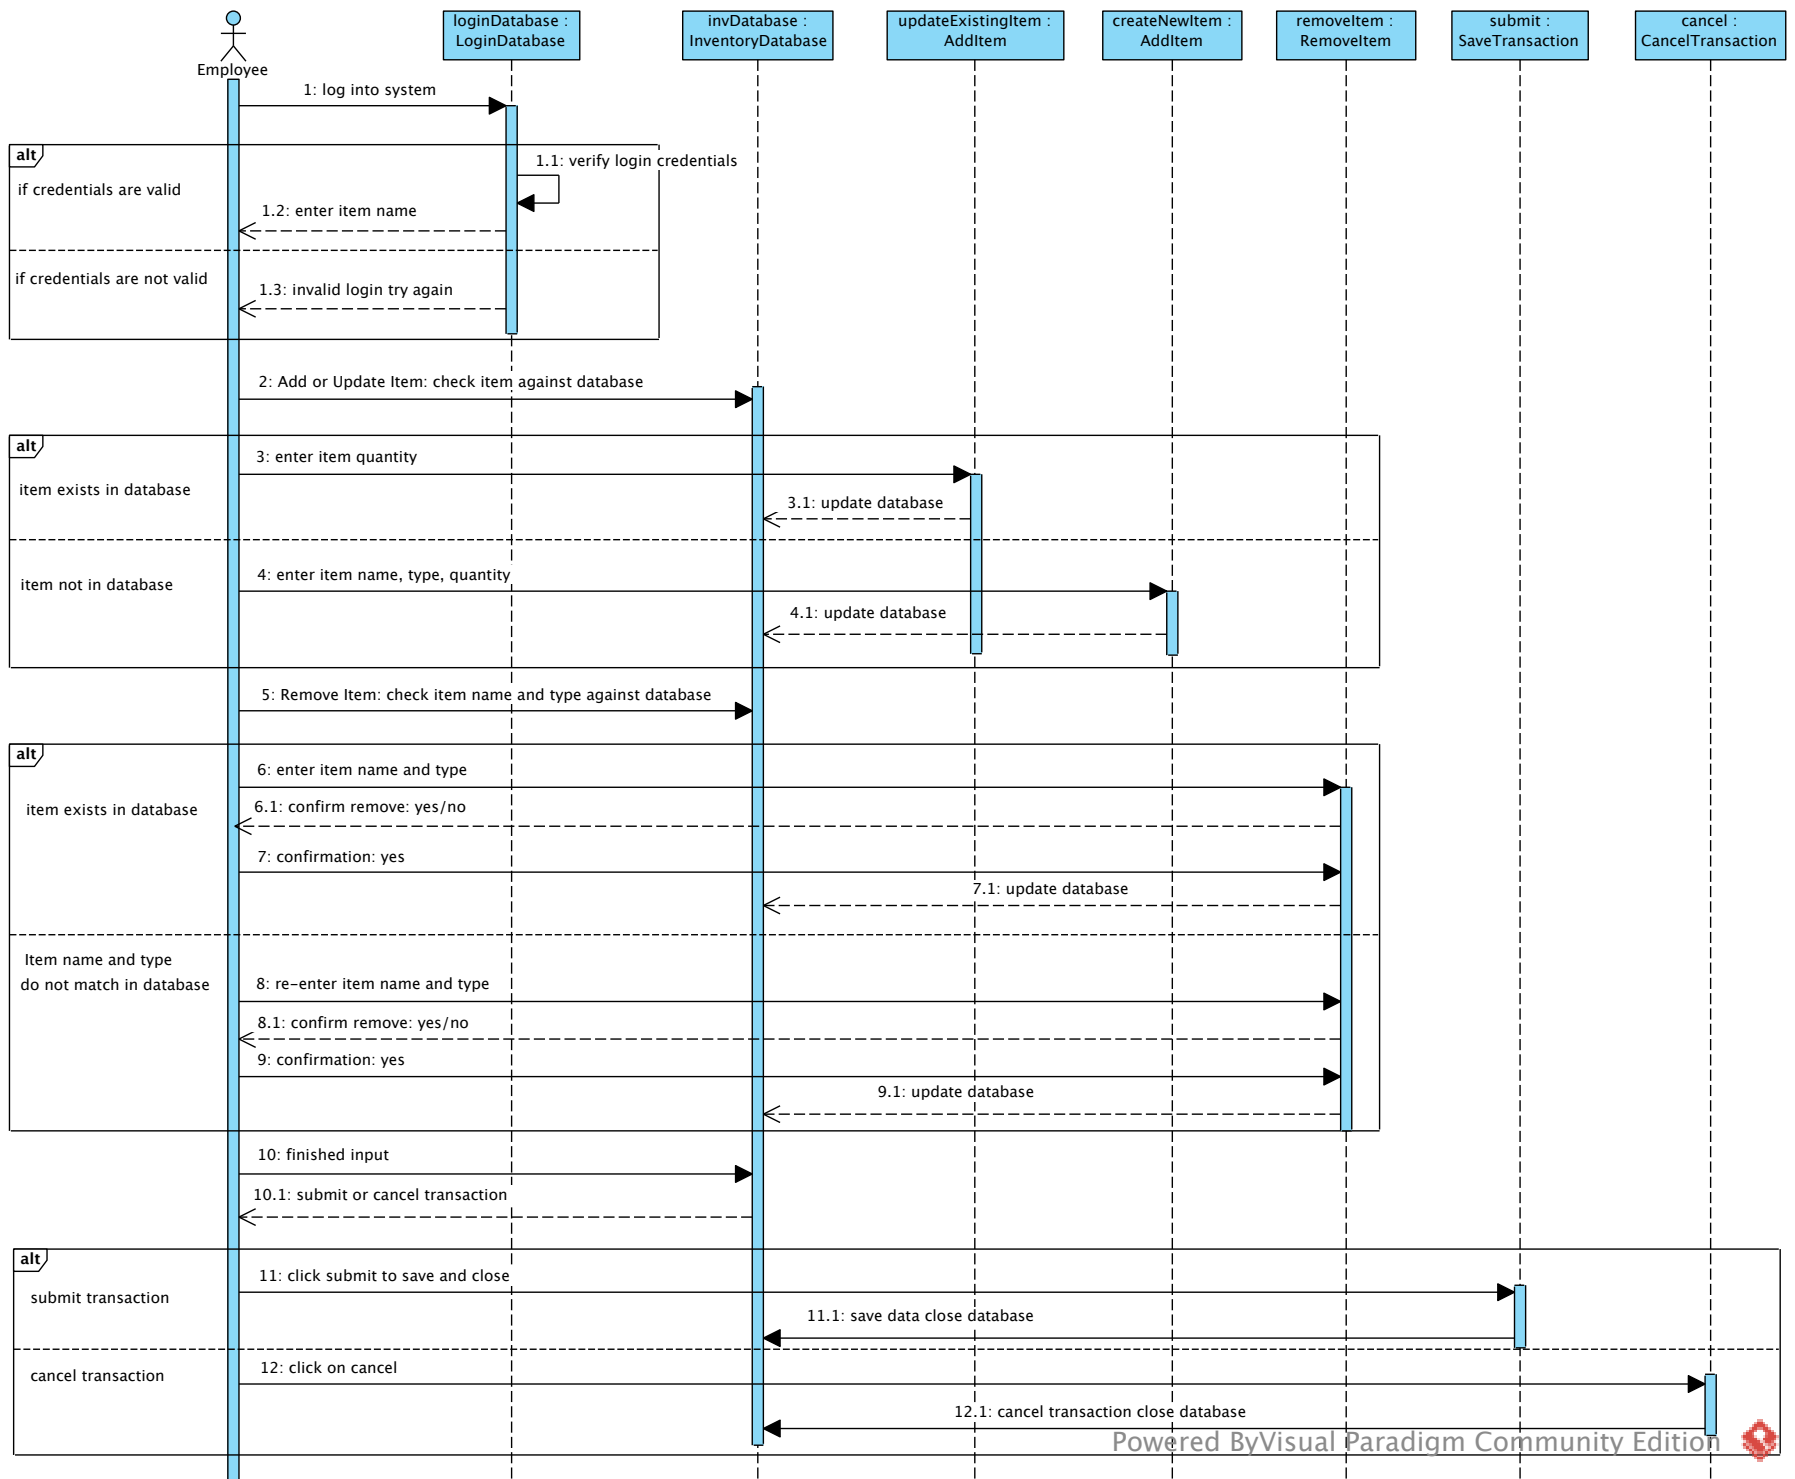 loginDatabase :
LoginDatabase
invDatabase :
InventoryDatabase
updateExistingItem :
AddItem
createNewItem :
AddItem
removeItem :
RemoveItem
submit :
SaveTransaction
cancel :
CancelTransaction
Employee
1: log into system
alt
1.1: verify login credentials
if credentials are valid
1.2: enter item name
if credentials are not valid
1.3: invalid login try again
2: Add or Update Item: check item against database
alt
3: enter item quantity
item exists in database
3.1: update database
4: enter item name, type, quantity
item not in database
4.1: update database
5: Remove Item: check item name and type against database
alt
6: enter item name and type
item exists in database
6.1: confirm remove: yes/no
7: confirmation: yes
7.1: update database
Item name and type
do not match in database
8: re-enter item name and type
8.1: confirm remove: yes/no
9: confirmation: yes
9.1: update database
10: finished input
10.1: submit or cancel transaction
alt
11: click submit to save and close
submit transaction
11.1: save data close database
12: click on cancel
cancel transaction
12.1: cancel transaction close database
Powered ByVisual Paradigm Community Edition